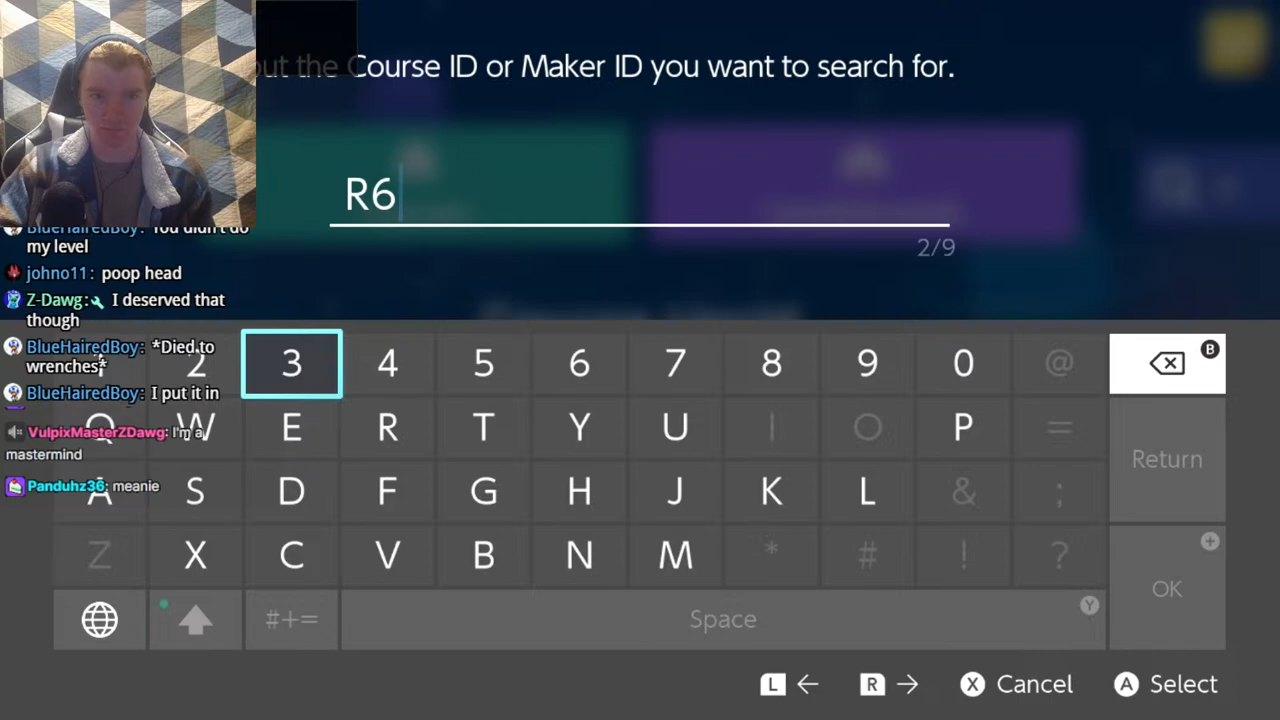 out the Course ID or Maker ID you want to search for.
R6
2/9
BlueHairedBoy: You didn't do
my level
johno11: poop head
Z-Dawg: I deserved that
though
BlueHairedBoy: *Died to
wrenches*
BlueHairedBoy: I put it in
VulpixMasterZDawg: I'm a
mastermind
Panduhz36: meanie
1 2 3 4 5 6 7 8 9 0 @ B
Q W E R T Y U I O P =
A S D F G H J K L & ; Return
Z X C V B N M * # ! ?
OK
#+= Space Y
L ← R → X Cancel A Select